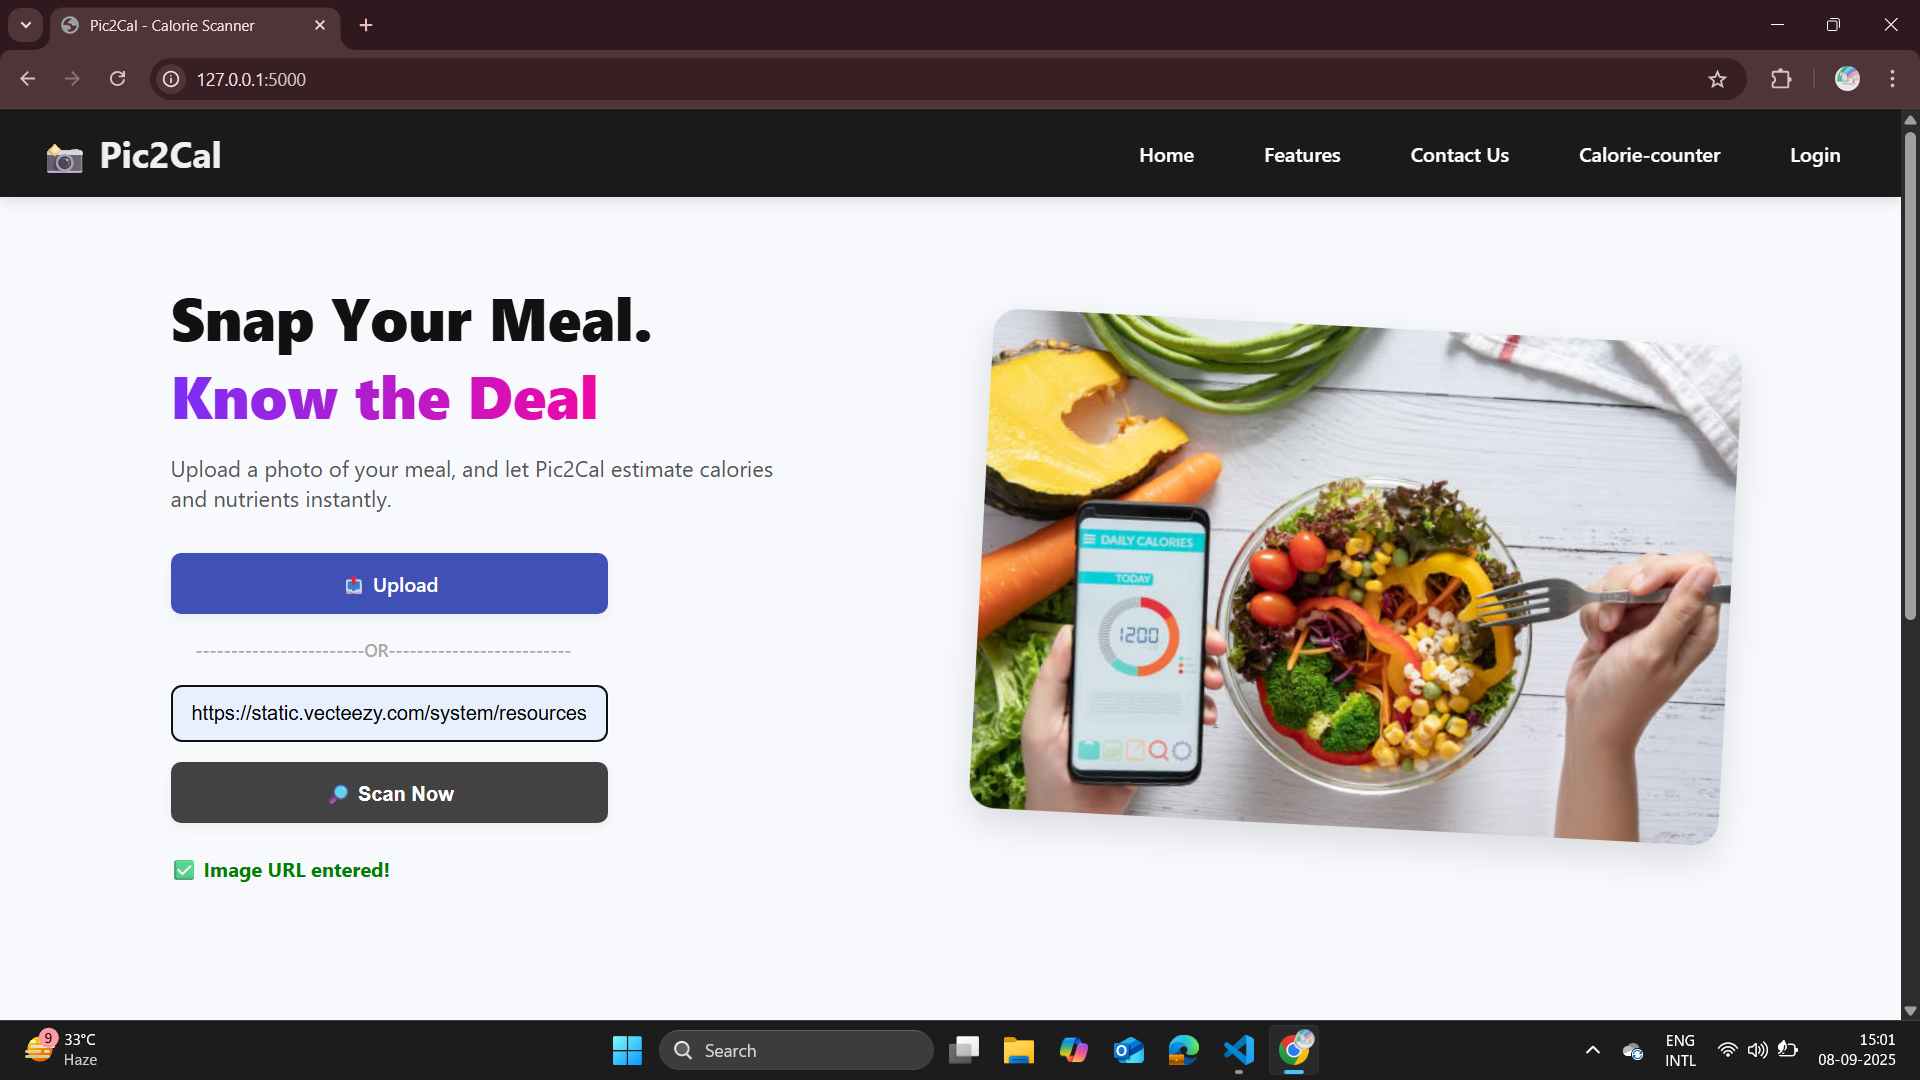 Pic2Cal - Calorie Scanner
127.0.0.1:5000
Pic2Cal
Home
Features
Contact Us
Calorie-counter
Login
Snap Your Meal.
Know the Deal
Upload a photo of your meal, and let Pic2Cal estimate calories
and nutrients instantly.
Upload
------------------------OR--------------------------
https://static.vecteezy.com/system/resources
Scan Now
Image URL entered!
DAILY CALORIES
TODAY
1200
9
33°C
Haze
Search
ENG
INTL
15:01
08-09-2025